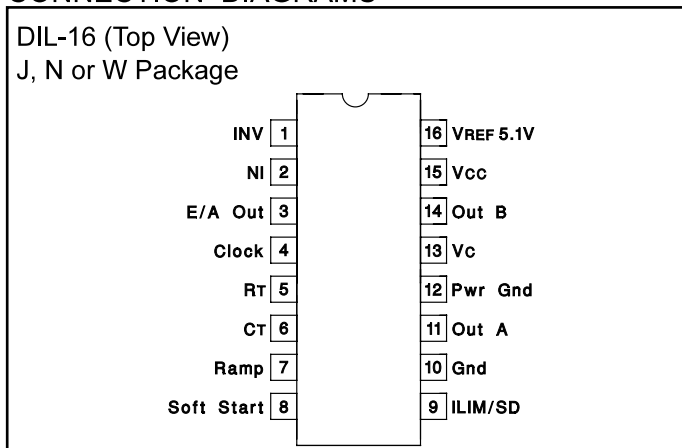 CONNECTION DIAGRAMS
DIL-16 (Top View)
J, N or W Package
INV 1
NI 2
E/A Out 3
Clock 4
RT 5
CT 6
Ramp 7
Soft Start 8
16 VREF 5.1V
15 Vcc
14 Out B
13 Vc
12 Pwr Gnd
11 Out A
10 Gnd
9 ILIM/SD